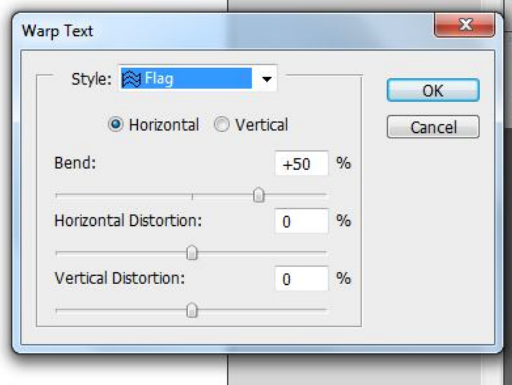 Warp Text
Style: Flag
OK
Horizontal Vertical
Cancel
Bend: +50 %
Horizontal Distortion: 0 %
Vertical Distortion: 0 %